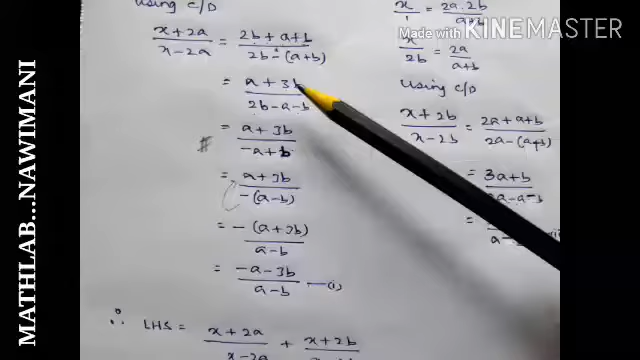 using C/D
x+2a / x-2a = 2b+a+b / 2b-(a+b)
= a+3b / 2b-a-b
= a+3b / -a+b
#
= a+3b / -(a-b)
= -(a+3b) / a-b
= -a-3b / a-b —(i)
∴ LHS = x+2a / x-2a + x+2b
x = 2a.2b / a+b
x / 2b = 2a / a+b
using C/D
x+2b / x-2b = 2a+a+b / 2a-(a+b)
= 3a+b / 2a-a-b
Made with KINEMASTER
MATHLAB...NAWIMANI